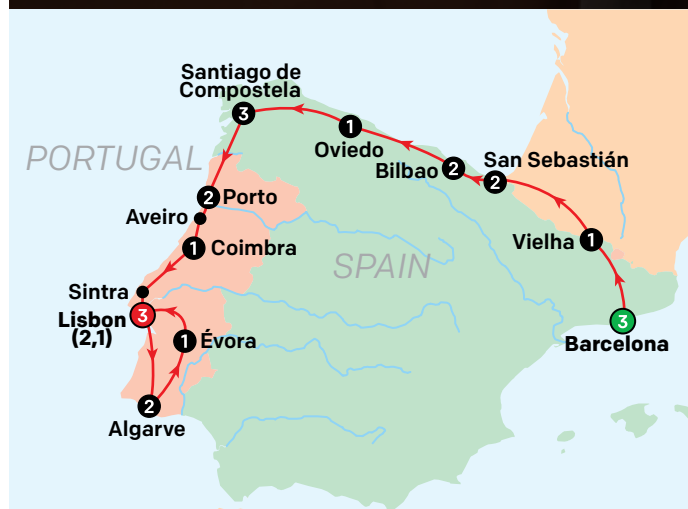 Santiago de
Compostela
3
1
Oviedo
PORTUGAL
Bilbao
2
2
San Sebastián
2
Porto
Aveiro
1
Coimbra
Vielha
1
SPAIN
Sintra
3
Lisbon
(2,1)
1
Évora
3
Barcelona
2
Algarve